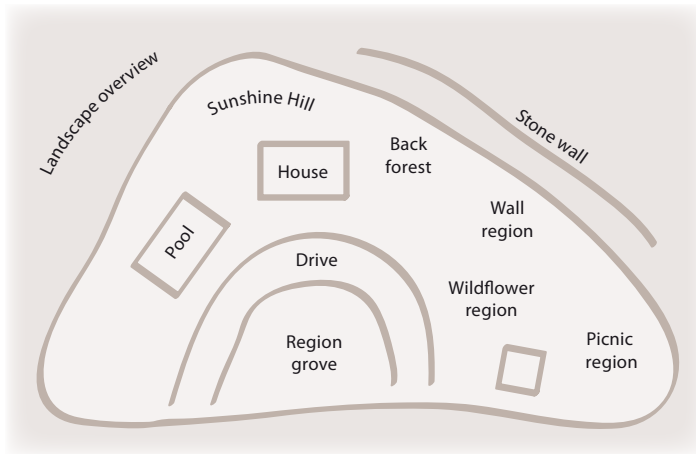 Landscape overview
Sunshine Hill
Stone wall
Back
forest
House
Wall
region
Pool
Drive
Wildflower
region
Region
grove
Picnic
region